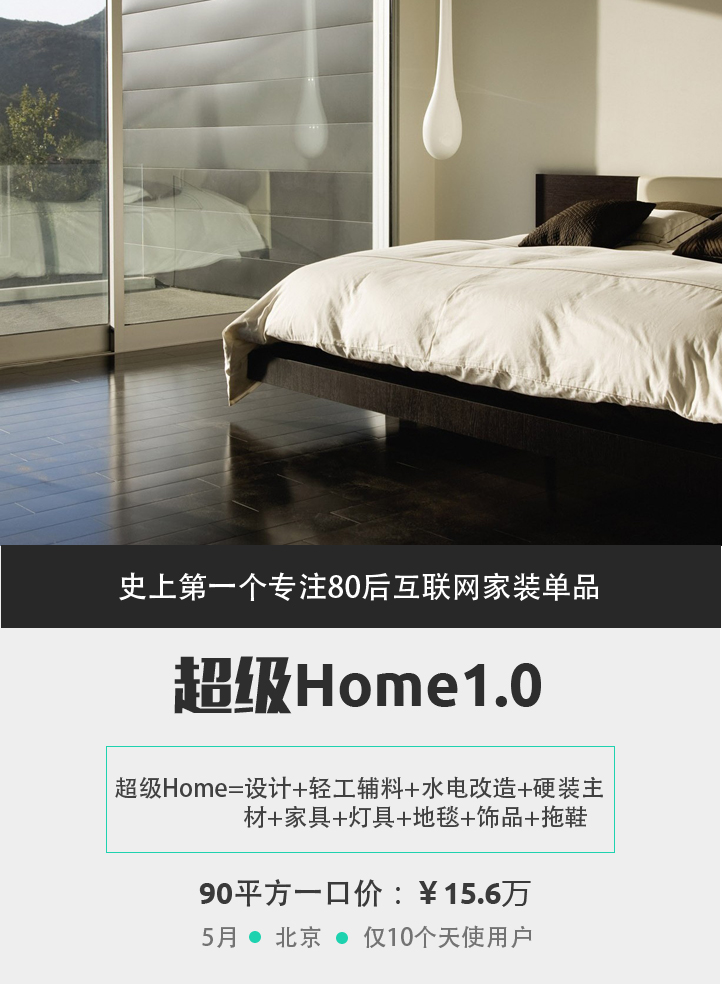 史上第一个专注80后互联网家装单品
超级Home1.0
超级Home=设计+轻工辅料+水电改造+硬装主
材+家具+灯具+地毯+饰品+拖鞋
90平方一口价：￥15.6万
5月 ● 北京 ● 仅10个天使用户